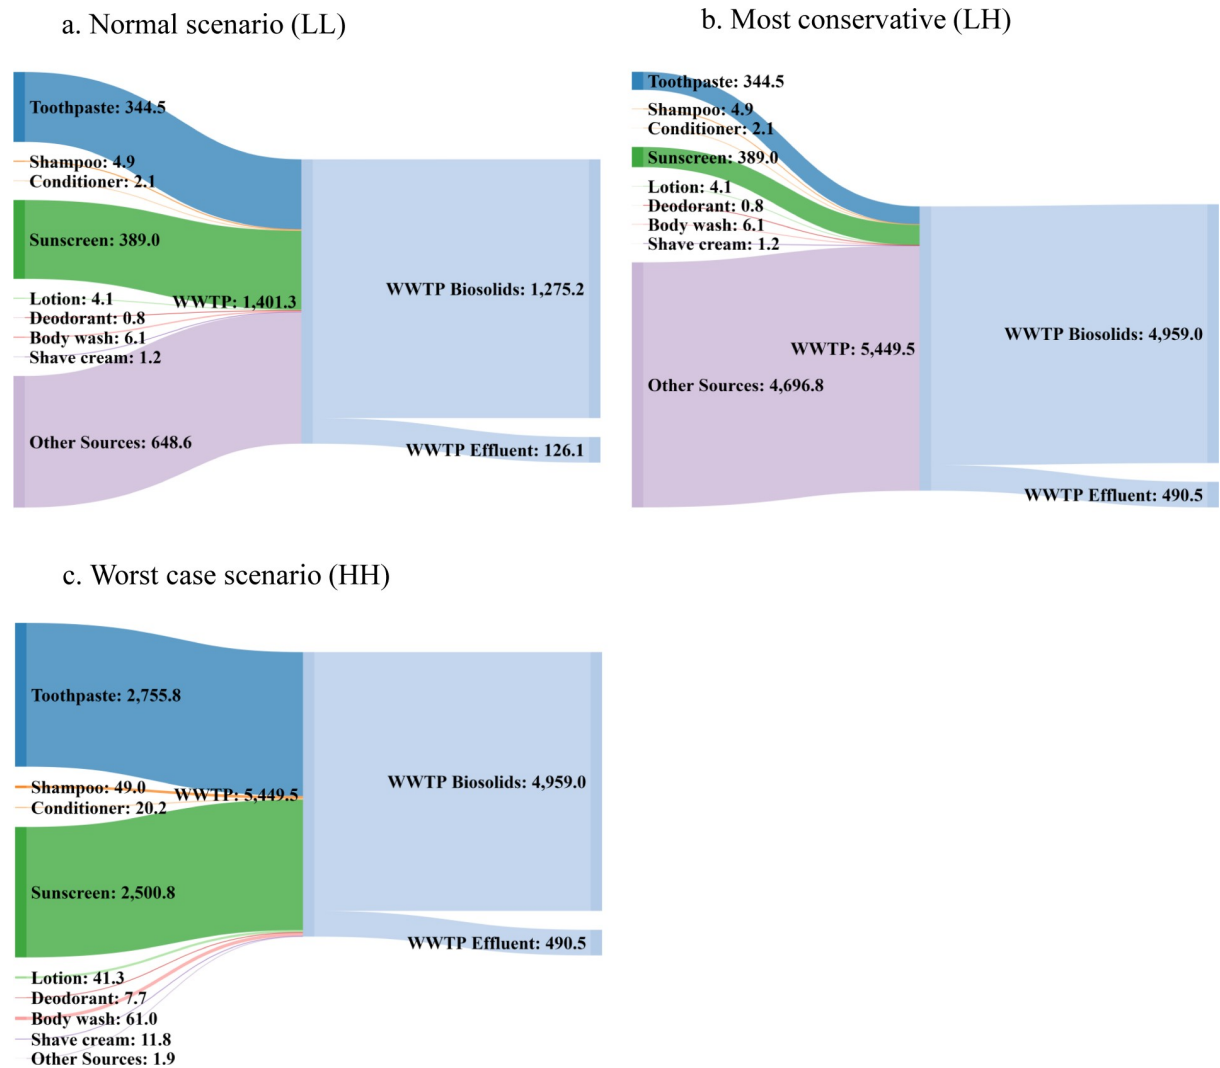 a. Normal scenario (LL)
Toothpaste: 344.5
Shampoo: 4.9
Conditioner: 2.1
Sunscreen: 389.0
Lotion: 4.1
Deodorant: 0.8
Body wash: 6.1
Shave cream: 1.2
Other Sources: 648.6
WWTP: 1,401.3
WWTP Biosolids: 1,275.2
WWTP Effluent: 126.1
b. Most conservative (LH)
Toothpaste: 344.5
Shampoo: 4.9
Conditioner: 2.1
Sunscreen: 389.0
Lotion: 4.1
Deodorant: 0.8
Body wash: 6.1
Shave cream: 1.2
Other Sources: 4,696.8
WWTP: 5,449.5
WWTP Biosolids: 4,959.0
WWTP Effluent: 490.5
c. Worst case scenario (HH)
Toothpaste: 2,755.8
Shampoo: 49.0
Conditioner: 20.2
Sunscreen: 2,500.8
Lotion: 41.3
Deodorant: 7.7
Body wash: 61.0
Shave cream: 11.8
Other Sources: 1.9
WWTP: 5,449.5
WWTP Biosolids: 4,959.0
WWTP Effluent: 490.5